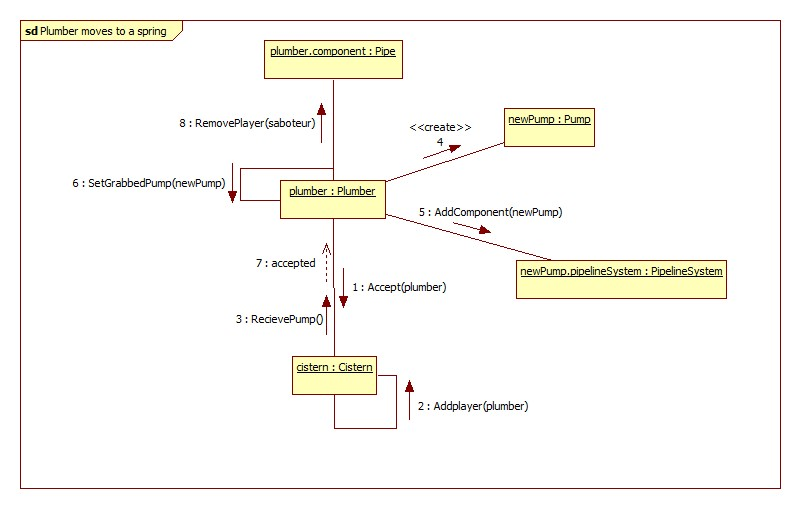 sd Plumber moves to a spring
plumber.component : Pipe
8 : RemovePlayer(saboteur)
<<create>>
4
newPump : Pump
6 : SetGrabbedPump(newPump)
plumber : Plumber
5 : AddComponent(newPump)
7 : accepted
newPump.pipelineSystem : PipelineSystem
1 : Accept(plumber)
3 : RecievePump()
cistern : Cistern
2 : Addplayer(plumber)